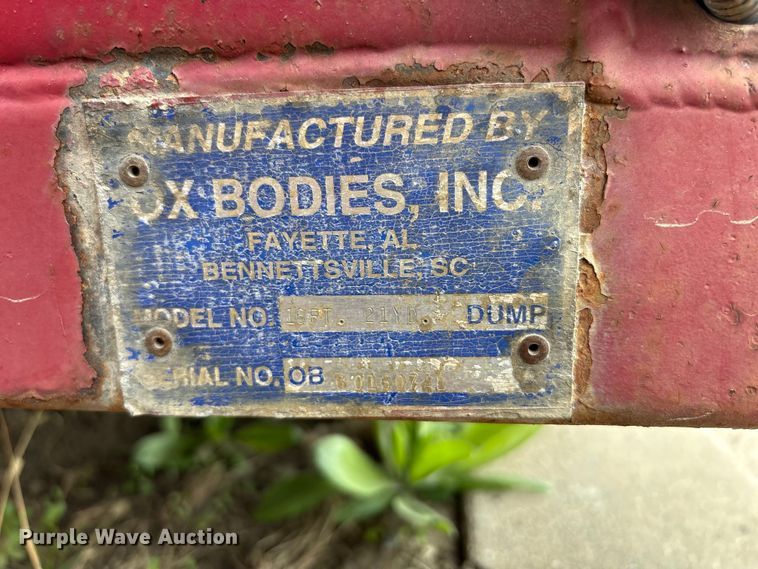 MANUFACTURED BY
OX BODIES, INC.
FAYETTE, AL
BENNETTSVILLE, SC
MODEL NO. 21YD. DUMP
SERIAL NO. OB
Purple Wave Auction